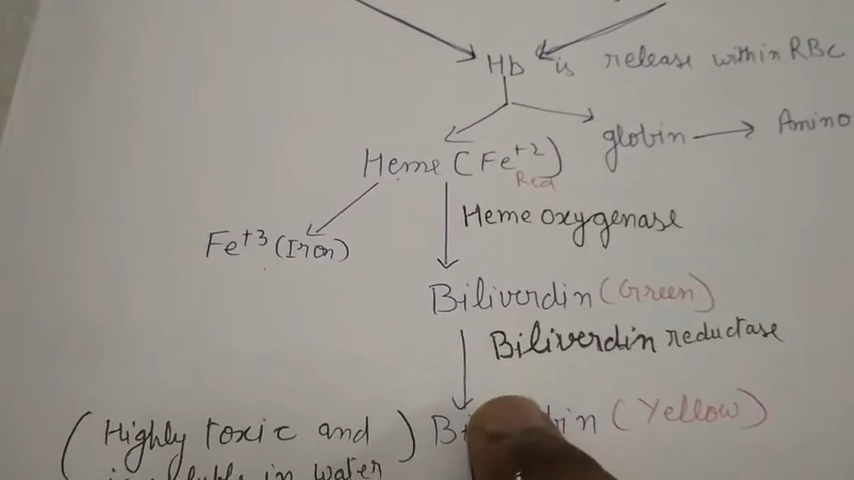 Hb is release within RBC
globin → Amino
Heme (Fe+2)
Red
Fe+3 (Iron)
Heme oxygenase
Biliverdin (Green)
Biliverdin reductase
(Yellow)
(Highly toxic and)
in water